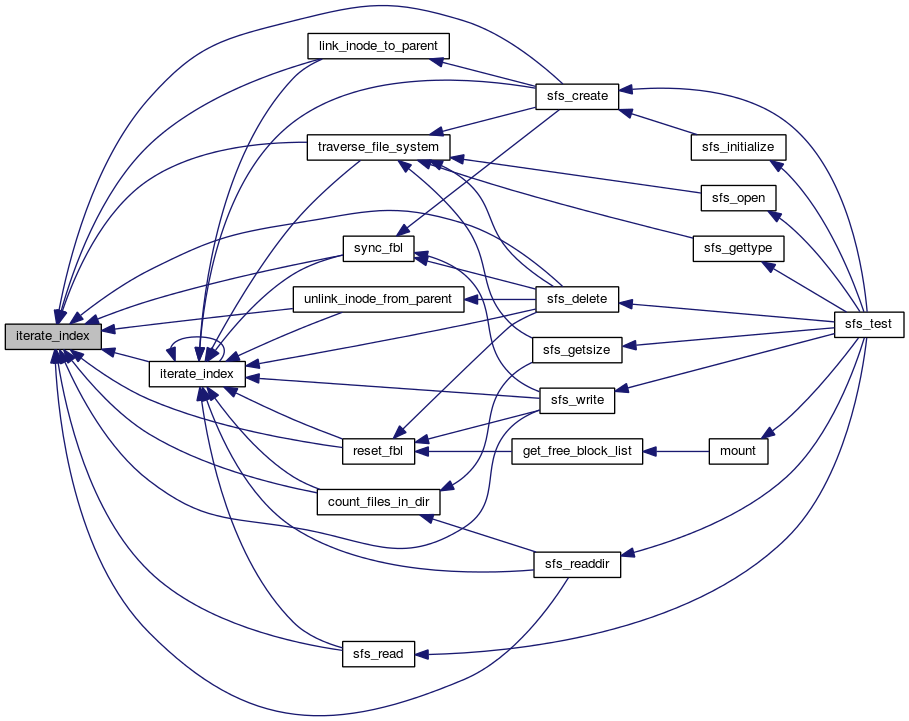 link_inode_to_parent
sfs_create
traverse_file_system
sfs_initialize
sfs_open
sync_fbl
sfs_gettype
unlink_inode_from_parent
sfs_delete
iterate_index
sfs_test
sfs_getsize
iterate_index
sfs_write
reset_fbl
get_free_block_list
mount
count_files_in_dir
sfs_readdir
sfs_read